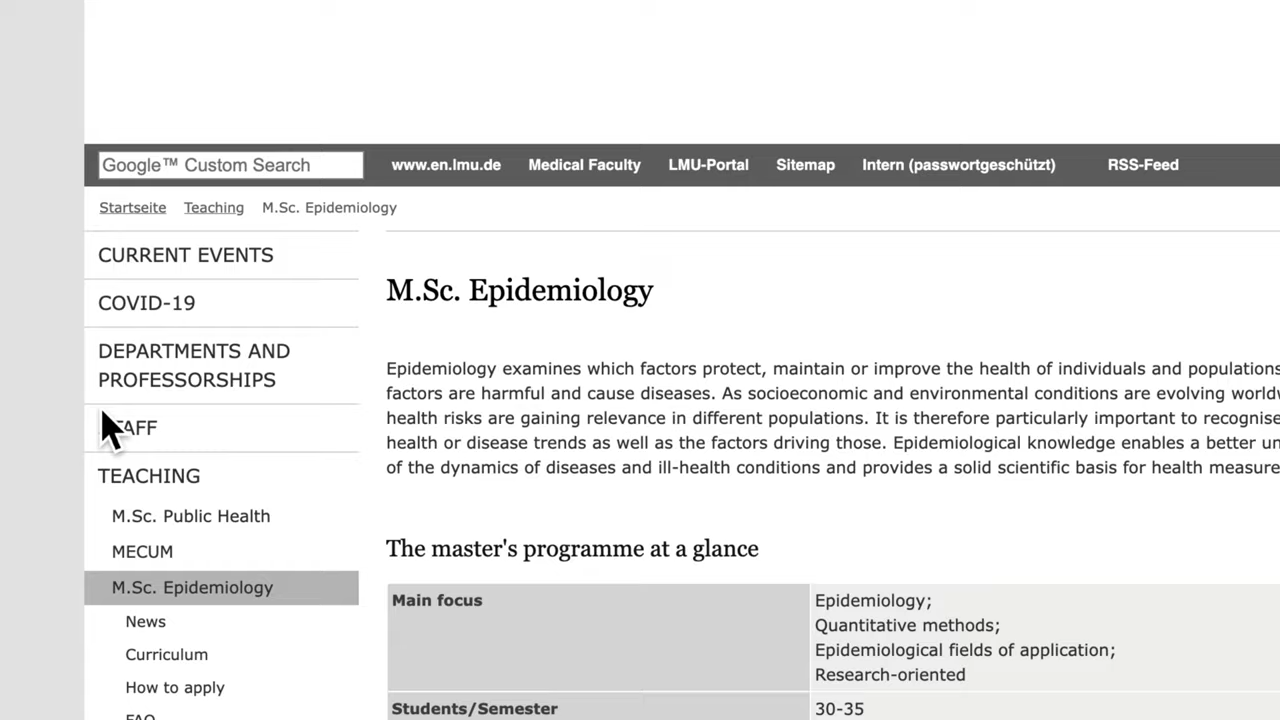 Google™ Custom Search
www.en.lmu.de Medical Faculty LMU-Portal Sitemap Intern (passwortgeschützt) RSS-Feed
Startseite Teaching M.Sc. Epidemiology
CURRENT EVENTS
COVID-19
DEPARTMENTS AND
PROFESSORSHIPS
TEACHING
M.Sc. Public Health
MECUM
M.Sc. Epidemiology
News
Curriculum
How to apply
FAQ
M.Sc. Epidemiology
Epidemiology examines which factors protect, maintain or improve the health of individuals and populations
factors are harmful and cause diseases. As socioeconomic and environmental conditions are evolving
health risks are gaining relevance in different populations. It is therefore particularly important to
health or disease trends as well as the factors driving those. Epidemiological knowledge enables a better
of the dynamics of diseases and ill-health conditions and provides a solid scientific basis for health
The master's programme at a glance
Main focus
Epidemiology;
Quantitative methods;
Epidemiological fields of application;
Research-oriented
Students/Semester
30-35